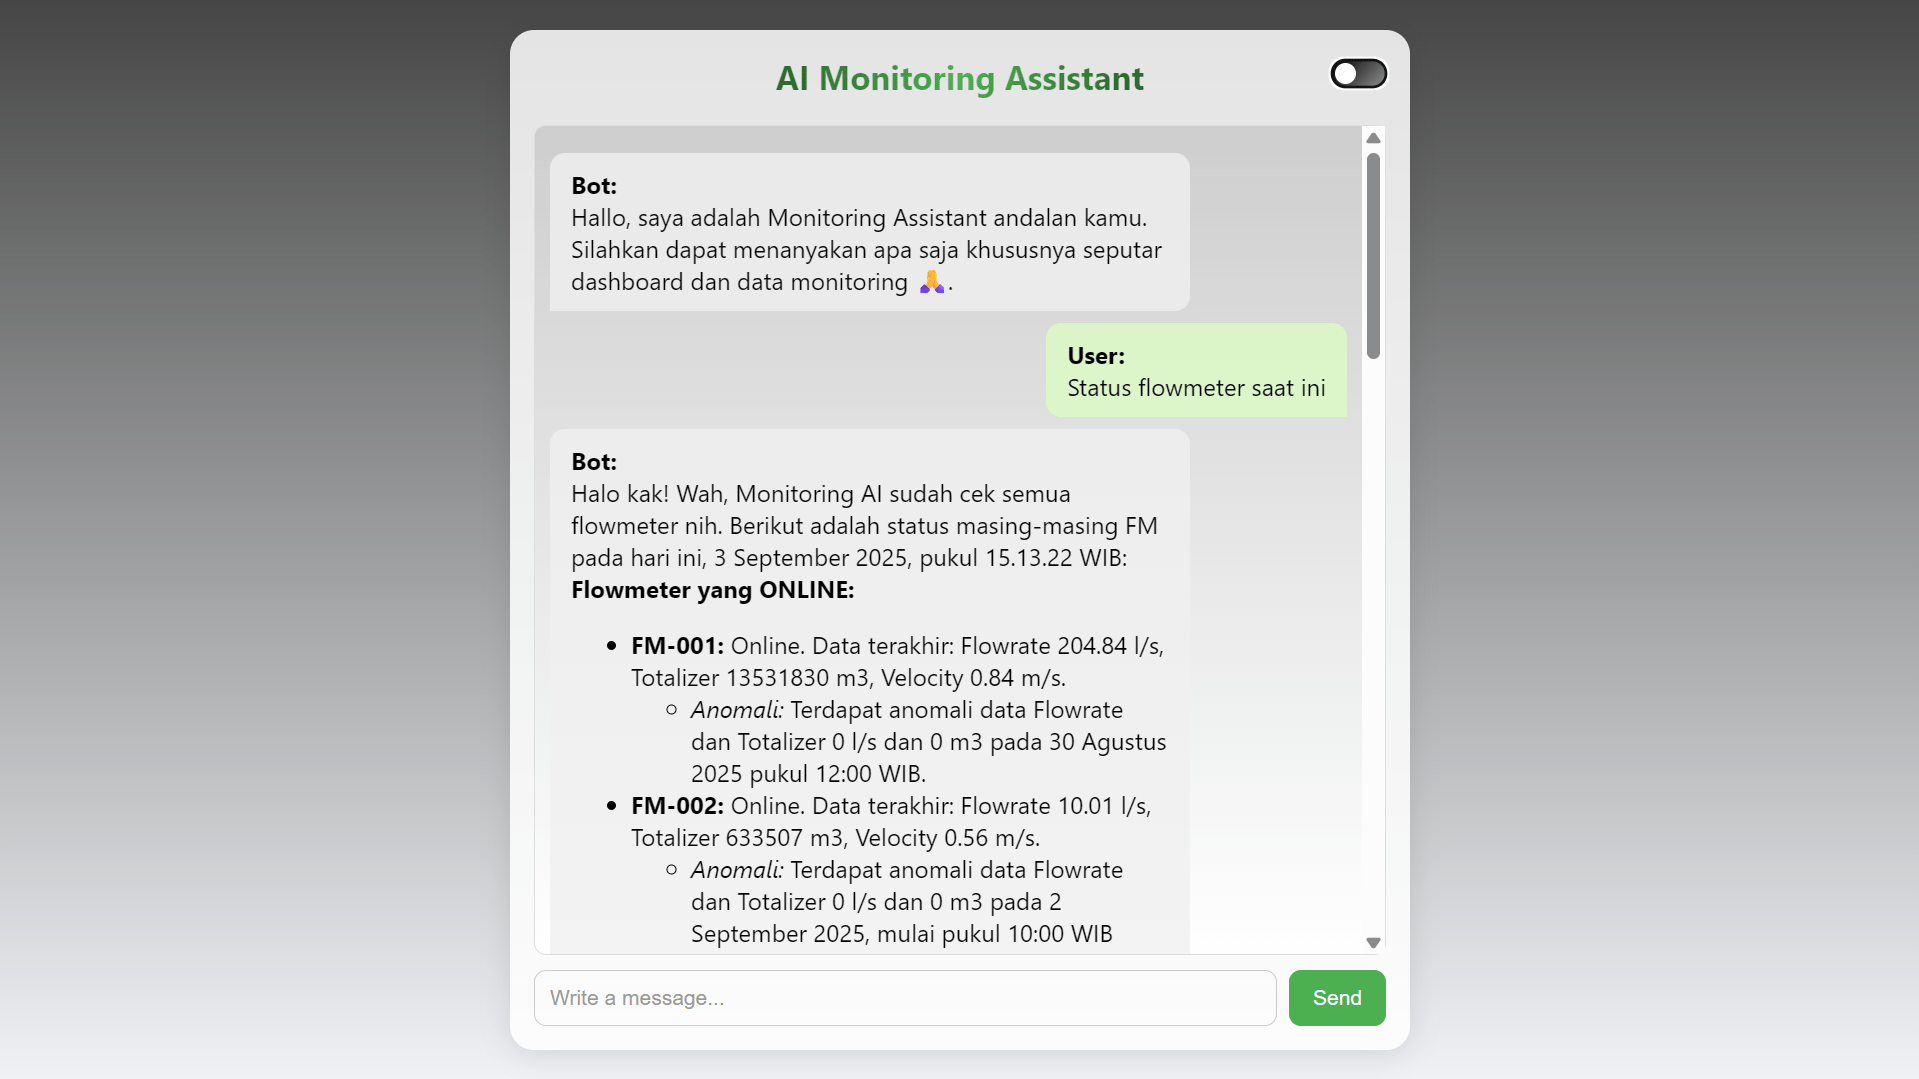 AI Monitoring Assistant
Bot:
Hallo, saya adalah Monitoring Assistant andalan kamu.
Silahkan dapat menanyakan apa saja khususnya seputar
dashboard dan data monitoring 🙏.
User:
Status flowmeter saat ini
Bot:
Halo kak! Wah, Monitoring AI sudah cek semua
flowmeter nih. Berikut adalah status masing-masing FM
pada hari ini, 3 September 2025, pukul 15.13.22 WIB:
Flowmeter yang ONLINE:
• FM-001: Online. Data terakhir: Flowrate 204.84 l/s,
Totalizer 13531830 m3, Velocity 0.84 m/s.
○ Anomali: Terdapat anomali data Flowrate
dan Totalizer 0 l/s dan 0 m3 pada 30 Agustus
2025 pukul 12:00 WIB.
• FM-002: Online. Data terakhir: Flowrate 10.01 l/s,
Totalizer 633507 m3, Velocity 0.56 m/s.
○ Anomali: Terdapat anomali data Flowrate
dan Totalizer 0 l/s dan 0 m3 pada 2
September 2025, mulai pukul 10:00 WIB
Write a message...
Send